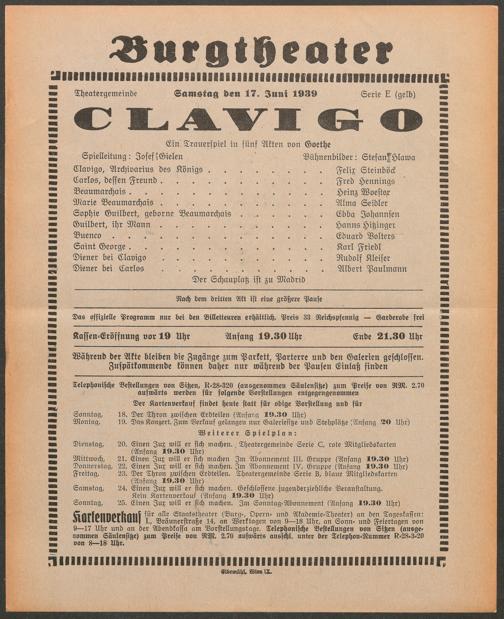 Burgtheater
Theatergemeinde Samstag den 17. Juni 1939 Serie E (gelb)
CLAVIGO
Ein Trauerspiel in fünf Akten von Goethe
Spielleitung: Josef Gielen Bühnenbilder: Stefan Hlawa
Clavigo, Archivarius des Königs . . . . . . . . Felix Steinböck
Carlos, dessen Freund . . . . . . . . . . Fred Hennings
Beaumarchais . . . . . . . . . . . Heinz Woester
Marie Beaumarchais . . . . . . . . . . Alma Seidler
Sophie Guilbert, geborne Beaumarchais . . . . . . Ebba Johannsen
Guilbert, ihr Mann . . . . . . . . . . Hanns Hitzinger
Buenco . . . . . . . . . . . . Eduard Volters
Saint George . . . . . . . . . . . Karl Friedl
Diener bei Clavigo . . . . . . . . . . Rudolf Kleiser
Diener bei Carlos . . . . . . . . . . Albert Paulmann
Der Schauplatz ist zu Madrid
Nach dem dritten Akt ist eine größere Pause
Das offizielle Programm nur bei den Billetteuren erhältlich. Preis 33 Reichspfennig — Garderobe frei
Kassen-Eröffnung vor 19 Uhr Anfang 19.30 Uhr Ende 21.30 Uhr
Während der Akte bleiben die Zugänge zum Parkett, Parterre und den Galerien geschlossen.
Zuspätkommende können daher nur während der Pausen Einlaß finden
Telephonische Bestellungen von Sitzen, R-28-320 (ausgenommen Säulensitze) zum Preise von RM. 2.70
aufwärts werden für folgende Vorstellungen entgegengenommen
Der Kartenverkauf findet heute statt für obige Vorstellung und für
Sonntag, 18. Der Thron zwischen Erdteilen (Anfang 19.30 Uhr)
Montag, 19. Das Konzert. Zum Verkauf gelangen nur Galeriesitze und Stehplätze (Anfang 20 Uhr)
Weiterer Spielplan:
Dienstag, 20. Einen Jux will er sich machen. Theatergemeinde Serie C, rote Mitgliedskarten
(Anfang 19.30 Uhr)
Mittwoch, 21. Einen Jux will er sich machen. Im Abonnement III. Gruppe (Anfang 19.30 Uhr)
Donnerstag, 22. Einen Jux will er sich machen. Im Abonnement IV. Gruppe (Anfang 19.30 Uhr)
Freitag, 23. Der Thron zwischen Erdteilen. Theatergemeinde Serie B, blaue Mitgliedskarten
(Anfang 19.30 Uhr)
Samstag, 24. Einen Jux will er sich machen. Geschlossene jugenderziehliche Veranstaltung.
Kein Kartenverkauf (Anfang 19.30 Uhr)
Sonntag, 25. Einen Jux will er sich machen. Im Sonntag-Abonnement (Anfang 19.30 Uhr)
Kartenverkauf für alle Staatstheater (Burg-, Opern- und Akademie-Theater) an den Tageskassen:
I., Bräunerstraße 14, an Werktagen von 9—18 Uhr, an Sonn- und Feiertagen von
9—17 Uhr und an der Abendkassa am Vorstellungstage. Telephonische Bestellungen von Sitzen (ausge-
nommen Säulensitze) zum Preise von RM. 2.70 aufwärts ausschl. unter der Telephon-Nummer R-28-3-20
von 8—18 Uhr.
Elbemühl, Wien IX.